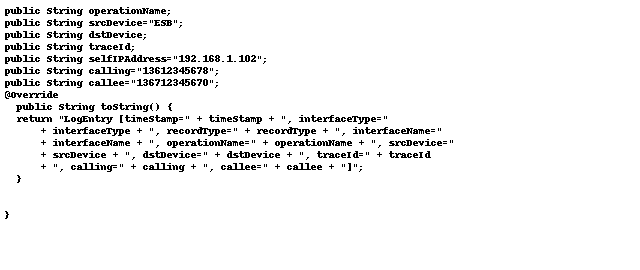 public String operationName;
public String srcDevice="ESB";
public String dstDevice;
public String traceId;
public String selfIPAddress="192.168.1.102";
public String calling="13612345678";
public String callee="136712345670";
@Override
public String toString() {
return "LogEntry [timeStamp=" + timeStamp + ", interfaceType="
+ interfaceType + ", recordType=" + recordType + ", interfaceName="
+ interfaceName + ", operationName=" + operationName + ", srcDevice="
+ srcDevice + ", dstDevice=" + dstDevice + ", traceId=" + traceId
+ ", calling=" + calling + ", callee=" + callee + "]";
}
}